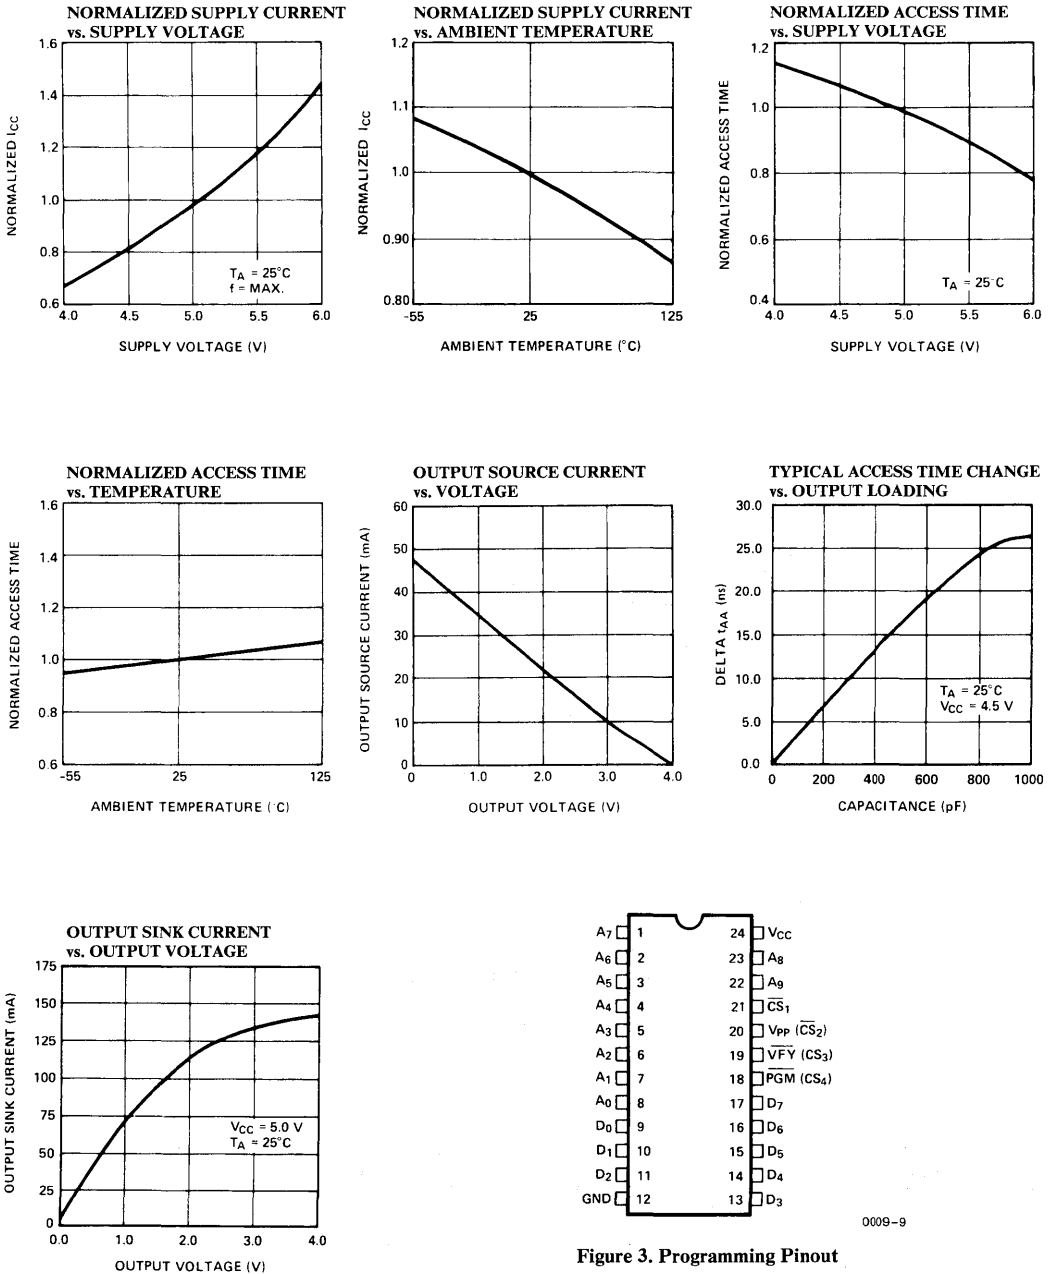 NORMALIZED SUPPLY CURRENT
vs. SUPPLY VOLTAGE
1.6
1.4
1.2
1.0
0.8
0.6
NORMALIZED ICC
TA = 25°C
f = MAX.
4.0 4.5 5.0 5.5 6.0
SUPPLY VOLTAGE (V)
NORMALIZED SUPPLY CURRENT
vs. AMBIENT TEMPERATURE
1.2
1.1
1.0
0.90
0.80
NORMALIZED ICC
-55 25 125
AMBIENT TEMPERATURE (°C)
NORMALIZED ACCESS TIME
vs. SUPPLY VOLTAGE
1.2
1.0
0.8
0.6
0.4
NORMALIZED ACCESS TIME
TA = 25°C
4.0 4.5 5.0 5.5 6.0
SUPPLY VOLTAGE (V)
NORMALIZED ACCESS TIME
vs. TEMPERATURE
1.6
1.4
1.2
1.0
0.8
0.6
NORMALIZED ACCESS TIME
-55 25 125
AMBIENT TEMPERATURE (°C)
OUTPUT SOURCE CURRENT
vs. VOLTAGE
60
50
40
30
20
10
0
OUTPUT SOURCE CURRENT (mA)
0 1.0 2.0 3.0 4.0
OUTPUT VOLTAGE (V)
TYPICAL ACCESS TIME CHANGE
vs. OUTPUT LOADING
30.0
25.0
20.0
15.0
10.0
5.0
0.0
DELTA tAA (ns)
TA = 25°C
VCC = 4.5 V
0 200 400 600 800 1000
CAPACITANCE (pF)
OUTPUT SINK CURRENT
vs. OUTPUT VOLTAGE
175
150
125
100
75
50
25
0
OUTPUT SINK CURRENT (mA)
VCC = 5.0 V
TA = 25°C
0.0 1.0 2.0 3.0 4.0
OUTPUT VOLTAGE (V)
A7 1 24 VCC
A6 2 23 A8
A5 3 22 A9
A4 4 21 C̅S̅1
A3 5 20 VPP (C̅S̅2)
A2 6 19 V̅F̅Y̅ (CS3)
A1 7 18 P̅G̅M̅ (CS4)
A0 8 17 D7
D0 9 16 D6
D1 10 15 D5
D2 11 14 D4
GND 12 13 D3
0009-9
Figure 3. Programming Pinout